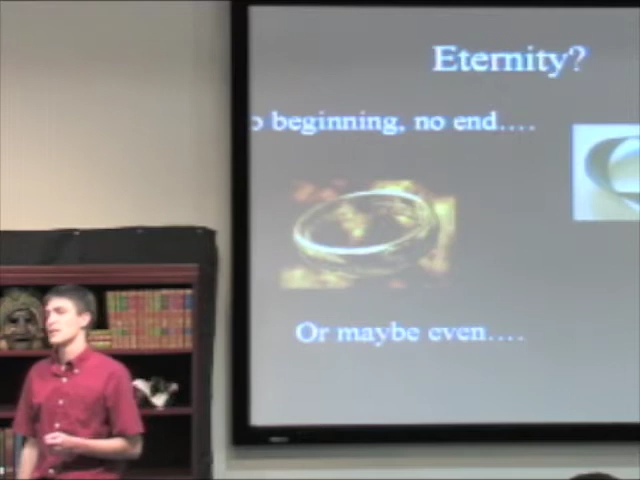 Eternity?
o beginning, no end....
Or maybe even....